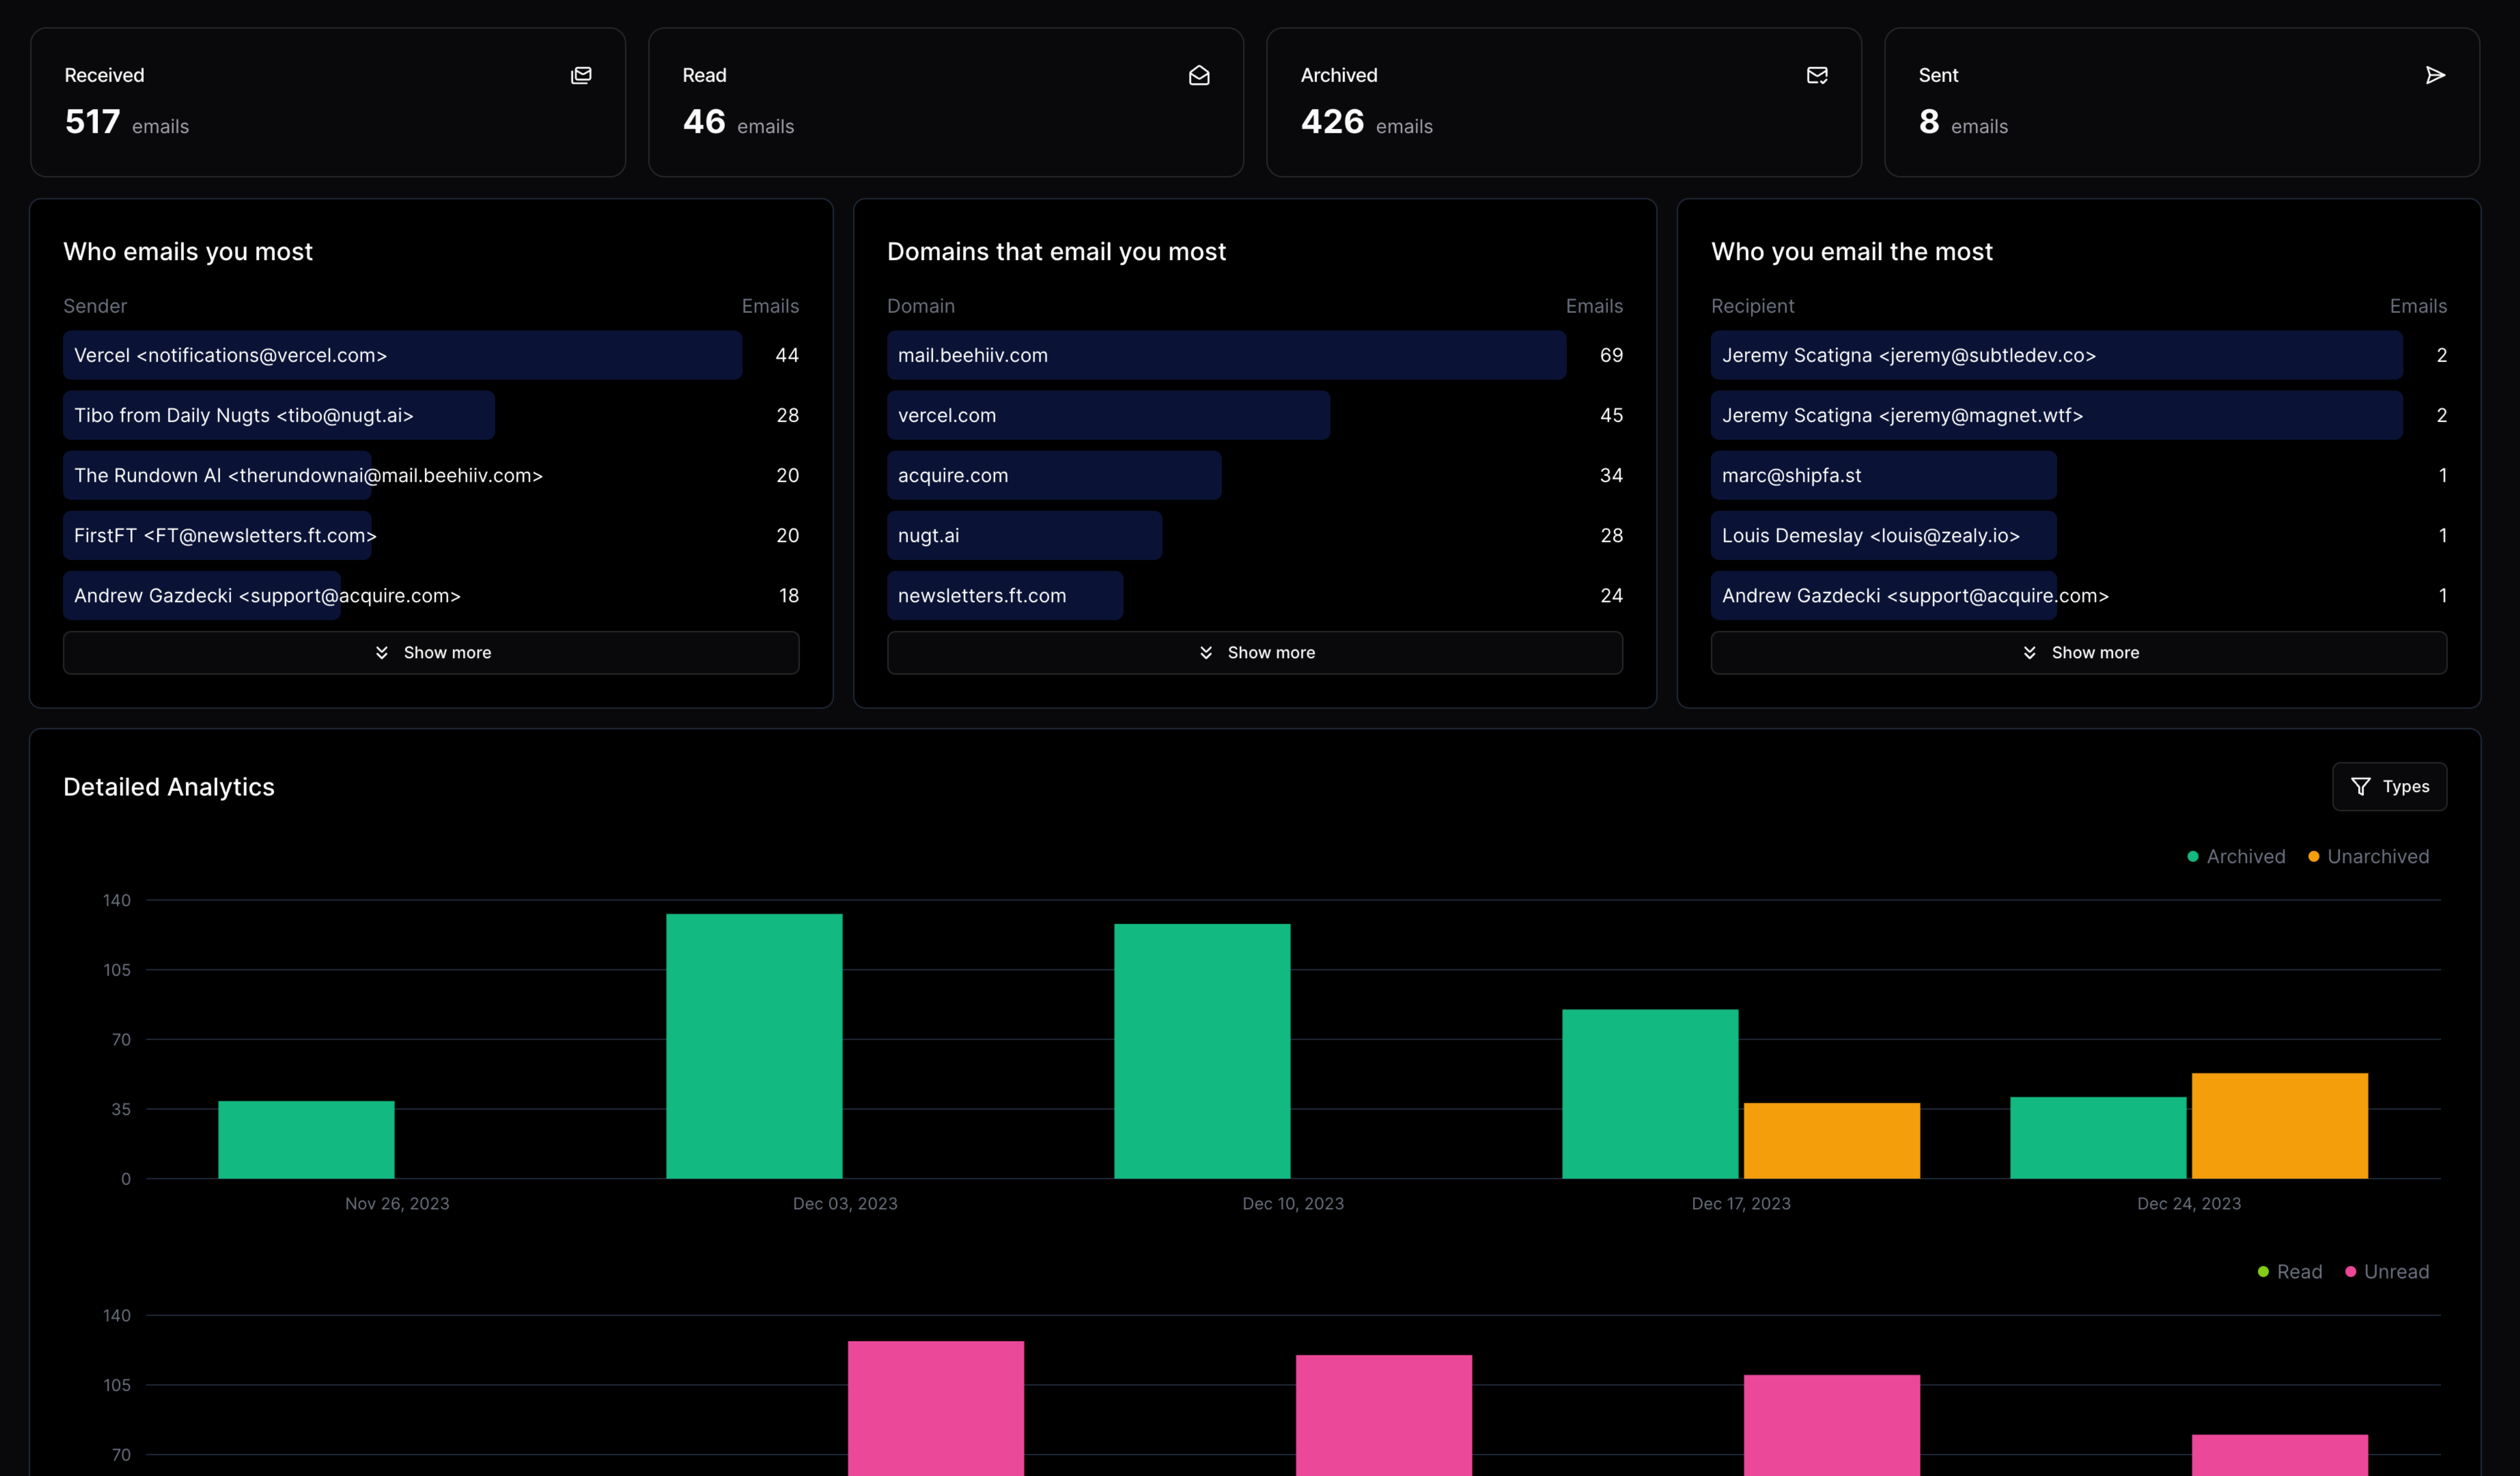 Received
517 emails
Read
46 emails
Archived
426 emails
Sent
8 emails
Who emails you most
Sender Emails
Vercel <notifications@vercel.com> 44
Tibo from Daily Nugts <tibo@nugt.ai> 28
The Rundown AI <therundownai@mail.beehiiv.com> 20
FirstFT <FT@newsletters.ft.com> 20
Andrew Gazdecki <support@acquire.com> 18
Show more
Domains that email you most
Domain Emails
mail.beehiiv.com 69
vercel.com 45
acquire.com 34
nugt.ai 28
newsletters.ft.com 24
Show more
Who you email the most
Recipient Emails
Jeremy Scatigna <jeremy@subtledev.co> 2
Jeremy Scatigna <jeremy@magnet.wtf> 2
marc@shipfa.st 1
Louis Demeslay <louis@zealy.io> 1
Andrew Gazdecki <support@acquire.com> 1
Show more
Detailed Analytics
Types
Archived Unarchived
140
105
70
35
0
Nov 26, 2023 Dec 03, 2023 Dec 10, 2023 Dec 17, 2023 Dec 24, 2023
Read Unread
140
105
70